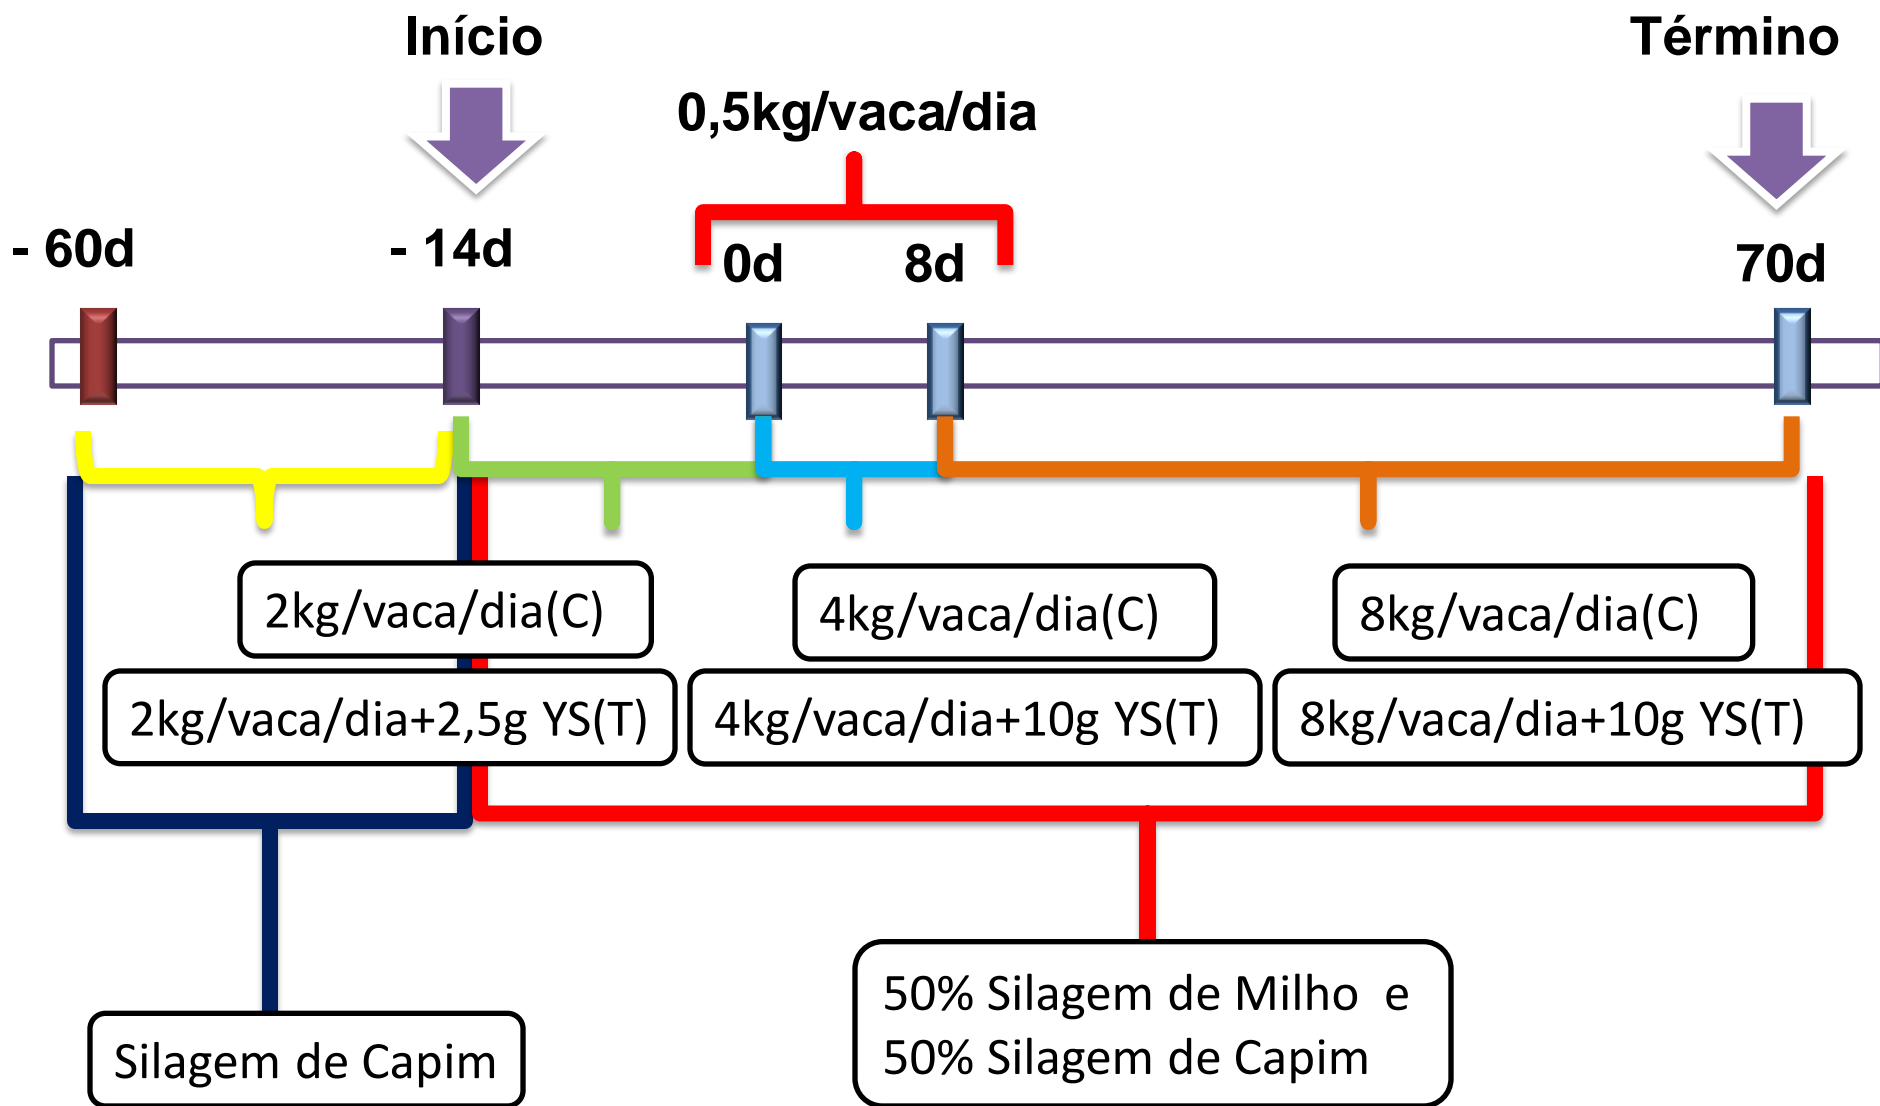 Início
Término
0,5kg/vaca/dia
- 60d
- 14d
0d
8d
70d
2kg/vaca/dia(C)
4kg/vaca/dia(C)
8kg/vaca/dia(C)
2kg/vaca/dia+2,5g YS(T)
4kg/vaca/dia+10g YS(T)
8kg/vaca/dia+10g YS(T)
50% Silagem de Milho e
50% Silagem de Capim
Silagem de Capim